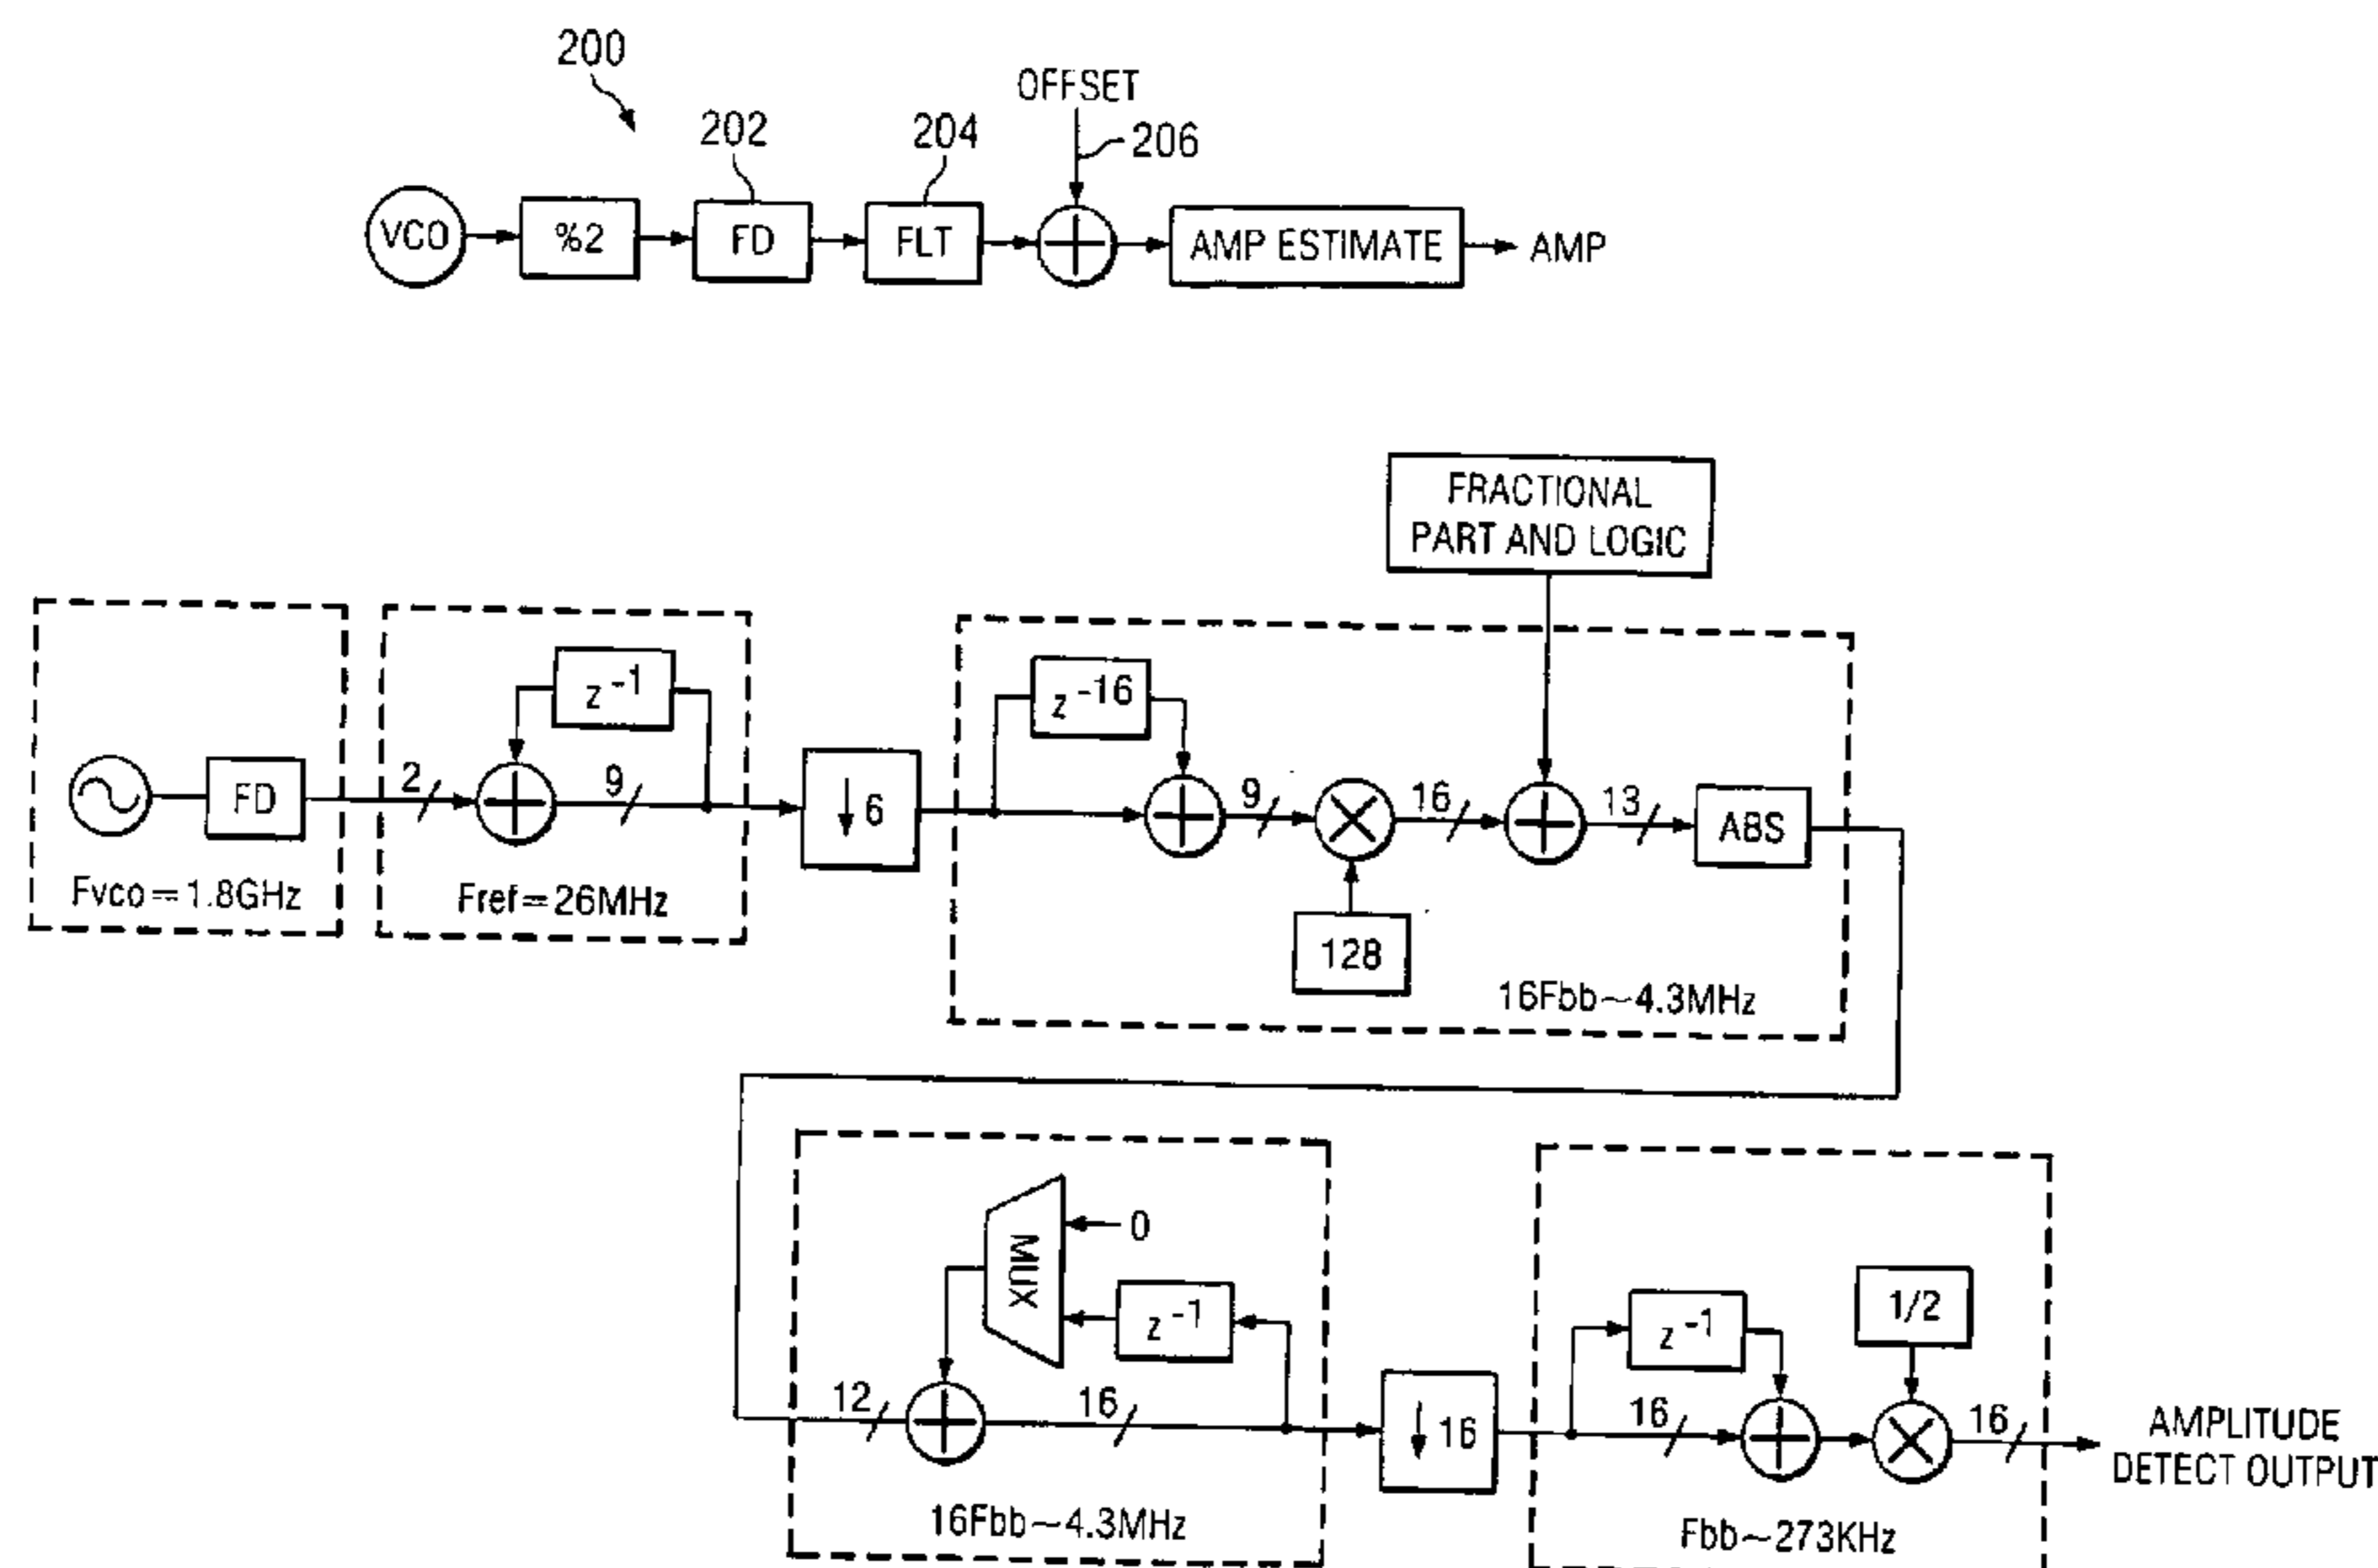 200
OFFSET
202
204
206
VCO
%2
FD
FLT
AMP ESTIMATE
AMP
FRACTIONAL
PART AND LOGIC
z -1
z -16
2
9
↓6
9
16
13
FD
ABS
128
Fvco=1.8GHz
Fref=26MHz
16Fbb~4.3MHz
MUX
0
z -1
z -1
1/2
12
16
↓16
16
16
AMPLITUDE
DETECT OUTPUT
16Fbb~4.3MHz
Fbb~273KHz